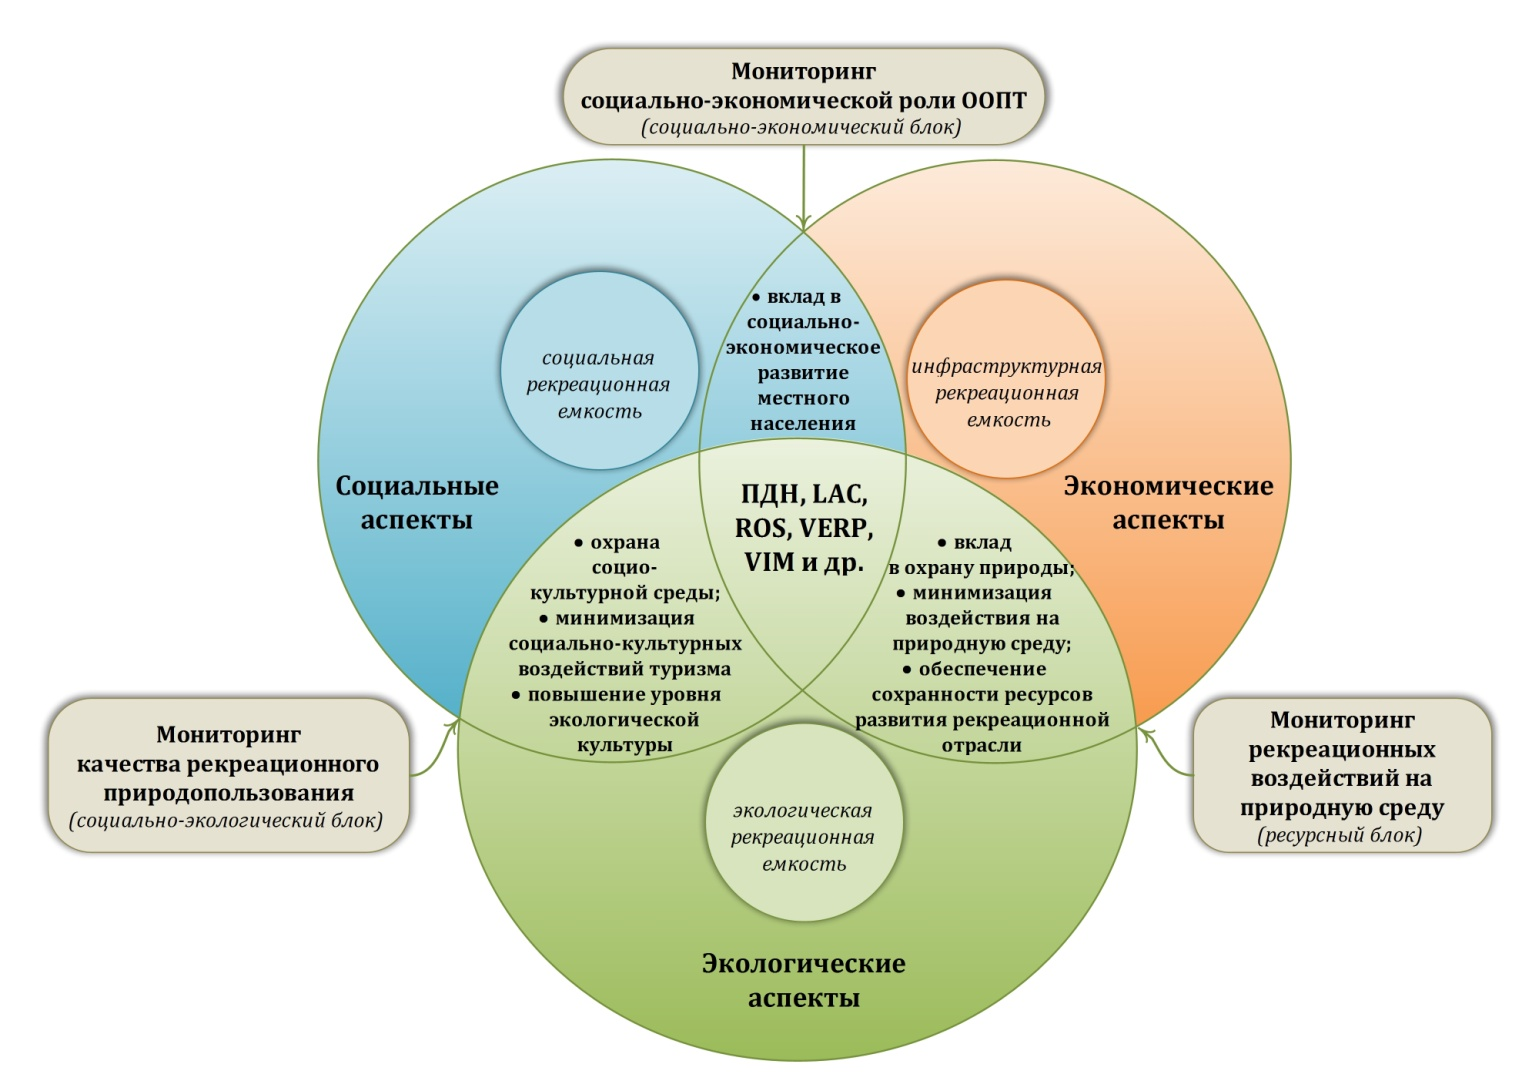 Мониторинг
социально-экономической роли ООПТ
(социально-экономический блок)
• вклад в
социально-
экономическое
развитие
местного
населения
социальная
рекреационная
емкость
инфраструктурная
рекреационная
емкость
Социальные
аспекты
Экономические
аспекты
ПДН, LAC,
ROS, VERP,
VIM и др.
• охрана
социо-
культурной среды;
• минимизация
социально-культурных
воздействий туризма
• повышение уровня
экологической
культуры
• вклад
в охрану природы;
• минимизация
воздействия на
природную среду;
• обеспечение
сохранности ресурсов
развития рекреационной
отрасли
Мониторинг
качества рекреационного
природопользования
(социально-экологический блок)
Мониторинг
рекреационных
воздействий на
природную среду
(ресурсный блок)
экологическая
рекреационная
емкость
Экологические
аспекты